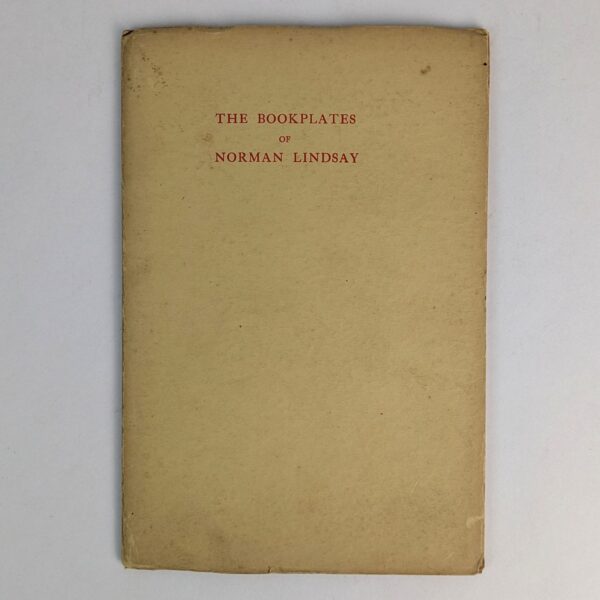 THE BOOKPLATES
OF
NORMAN LINDSAY